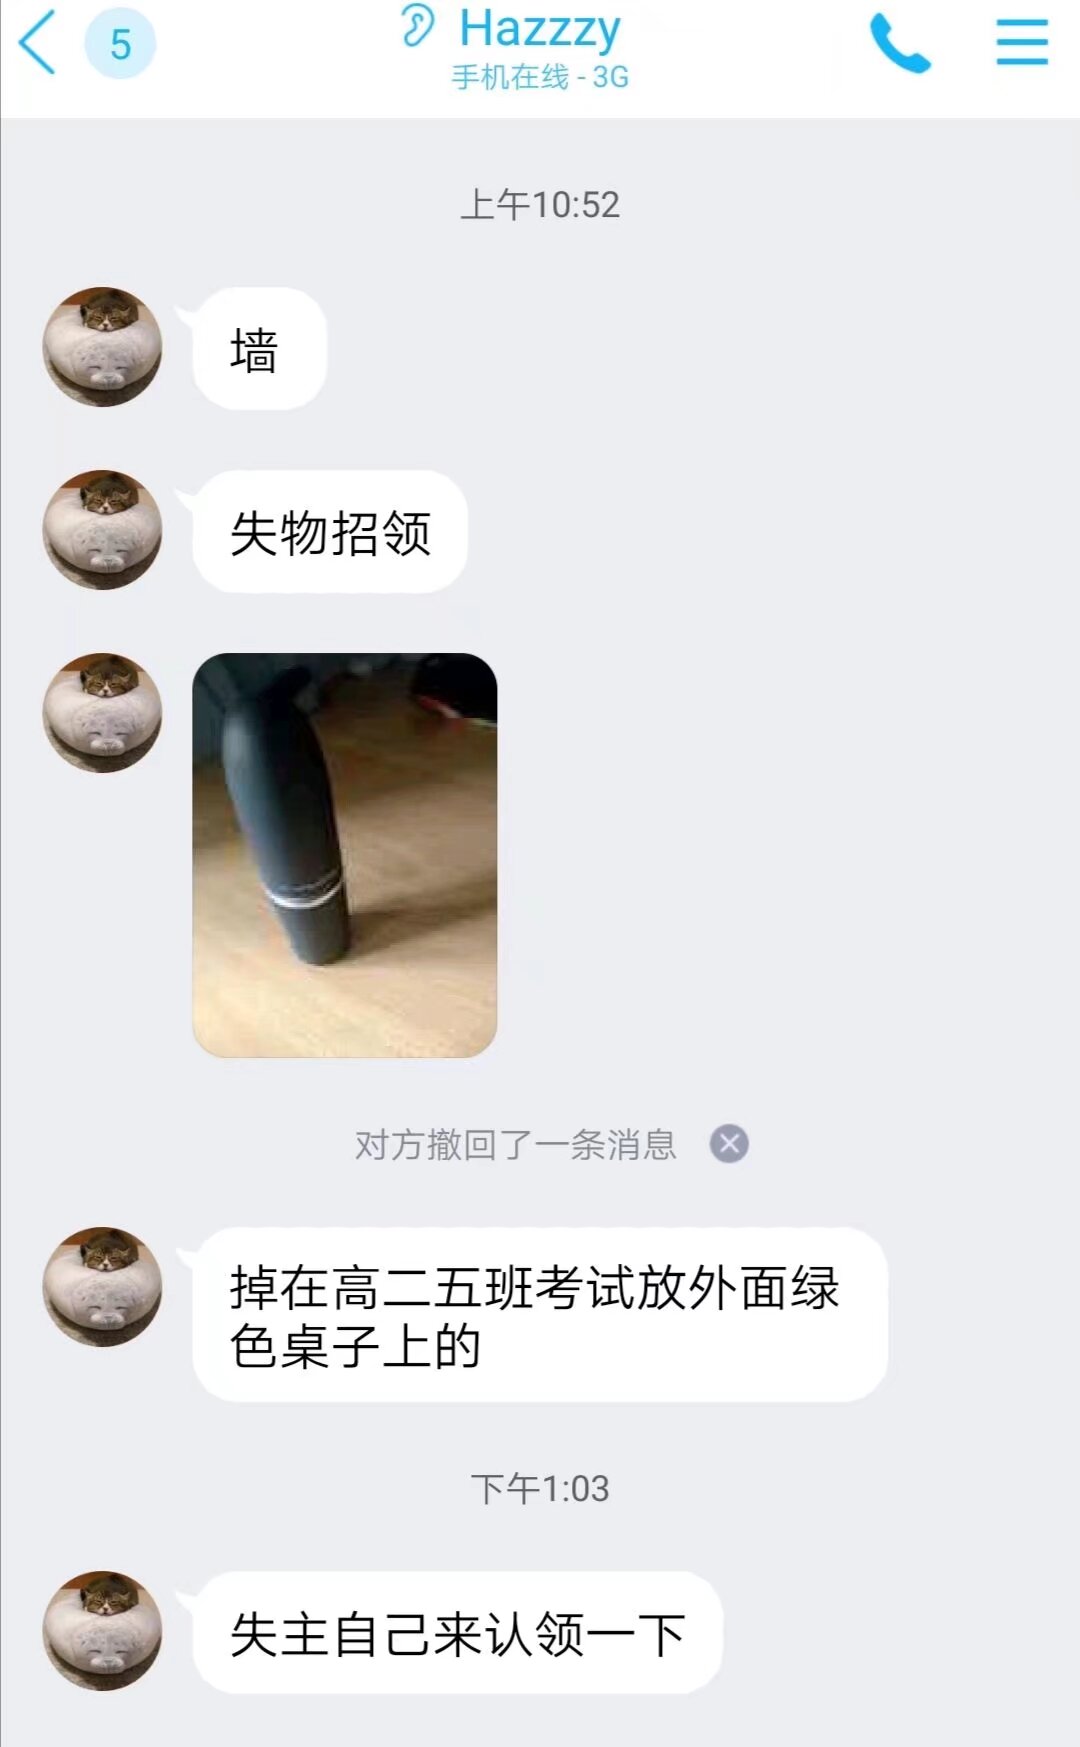 5
Hazzzy
手机在线 - 3G
上午10:52
墙
失物招领
对方撤回了一条消息
掉在高二五班考试放外面绿
色桌子上的
下午1:03
失主自己来认领一下